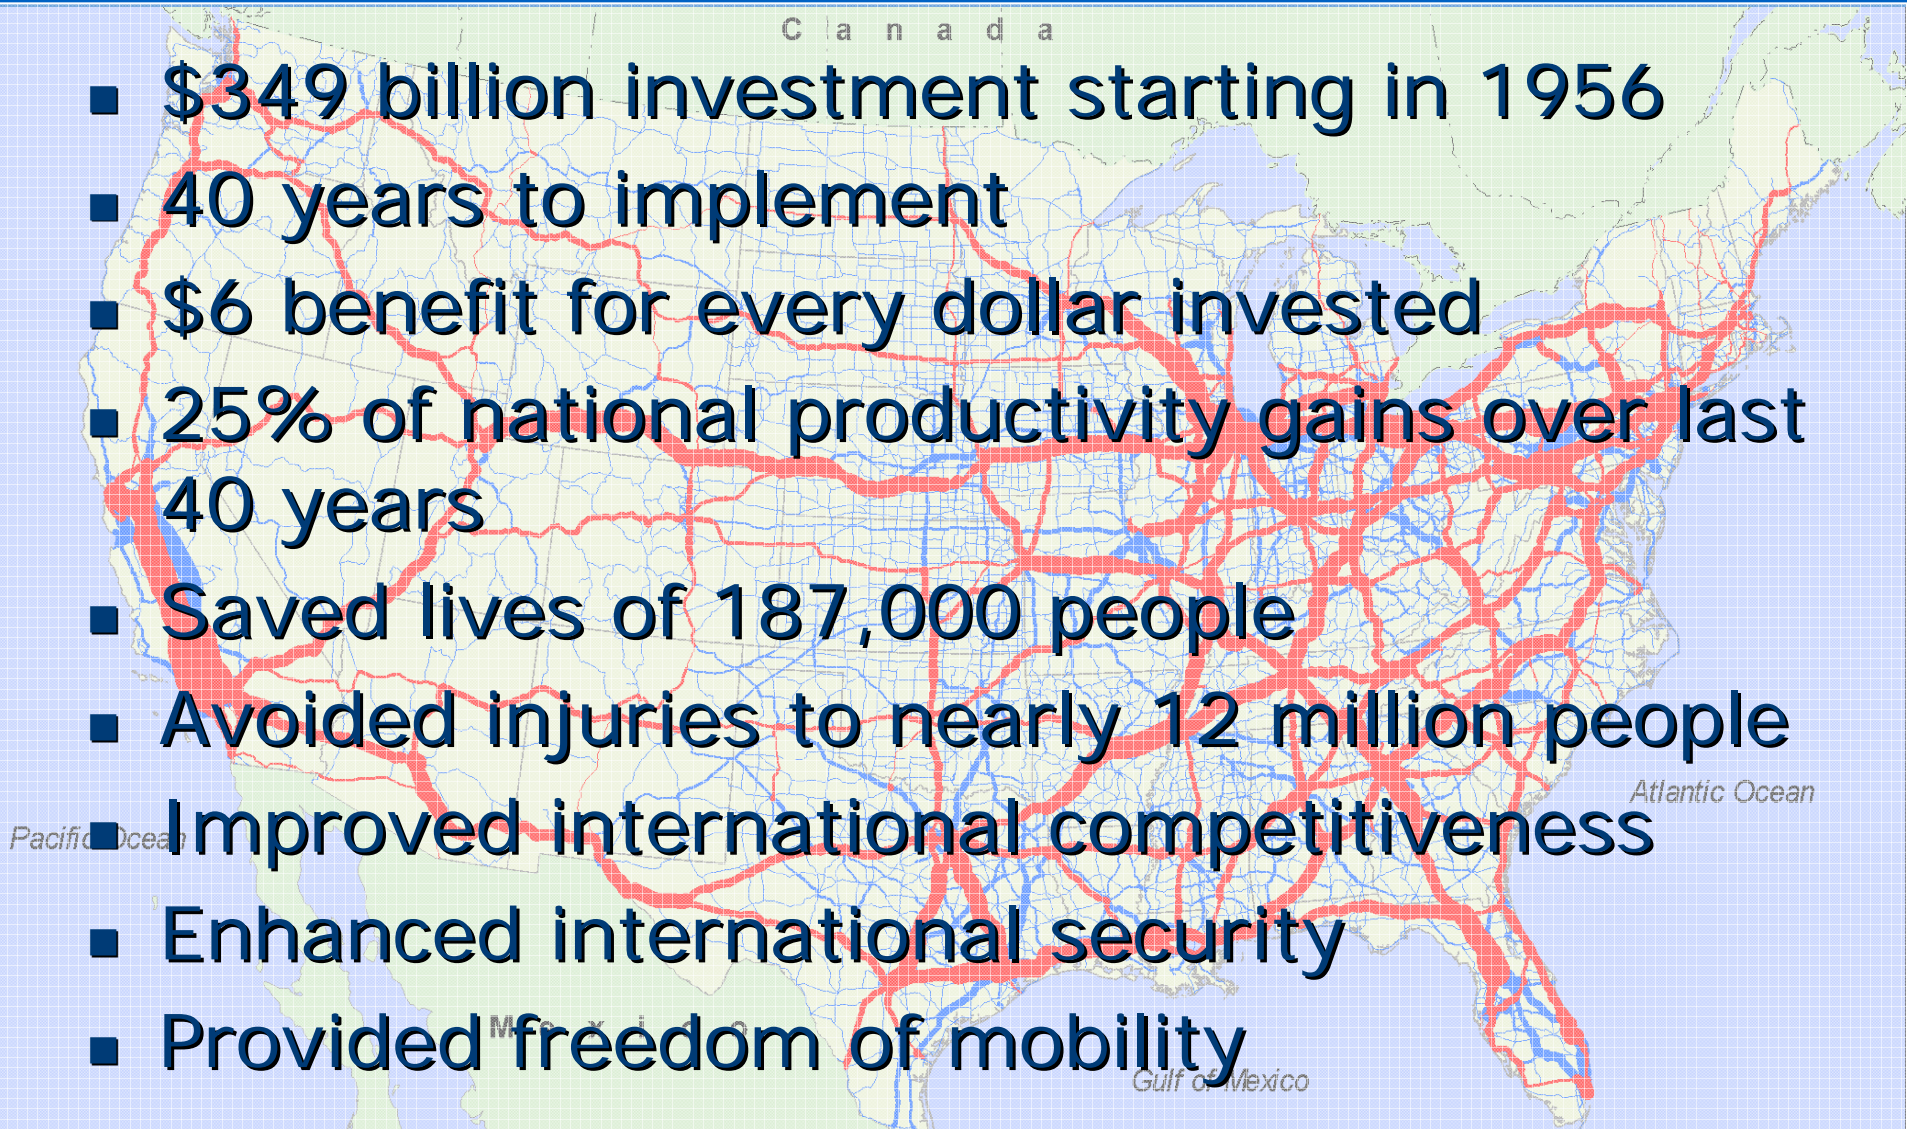 C a n a d a
▪ $349 billion investment starting in 1956
▪ 40 years to implement
▪ $6 benefit for every dollar invested
▪ 25% of national productivity gains over last
40 years
▪ Saved lives of 187,000 people
▪ Avoided injuries to nearly 12 million people
Atlantic Ocean
Pacific Ocean
▪ Improved international competitiveness
▪ Enhanced international security
M e x i c o
▪ Provided freedom of mobility
Gulf of Mexico